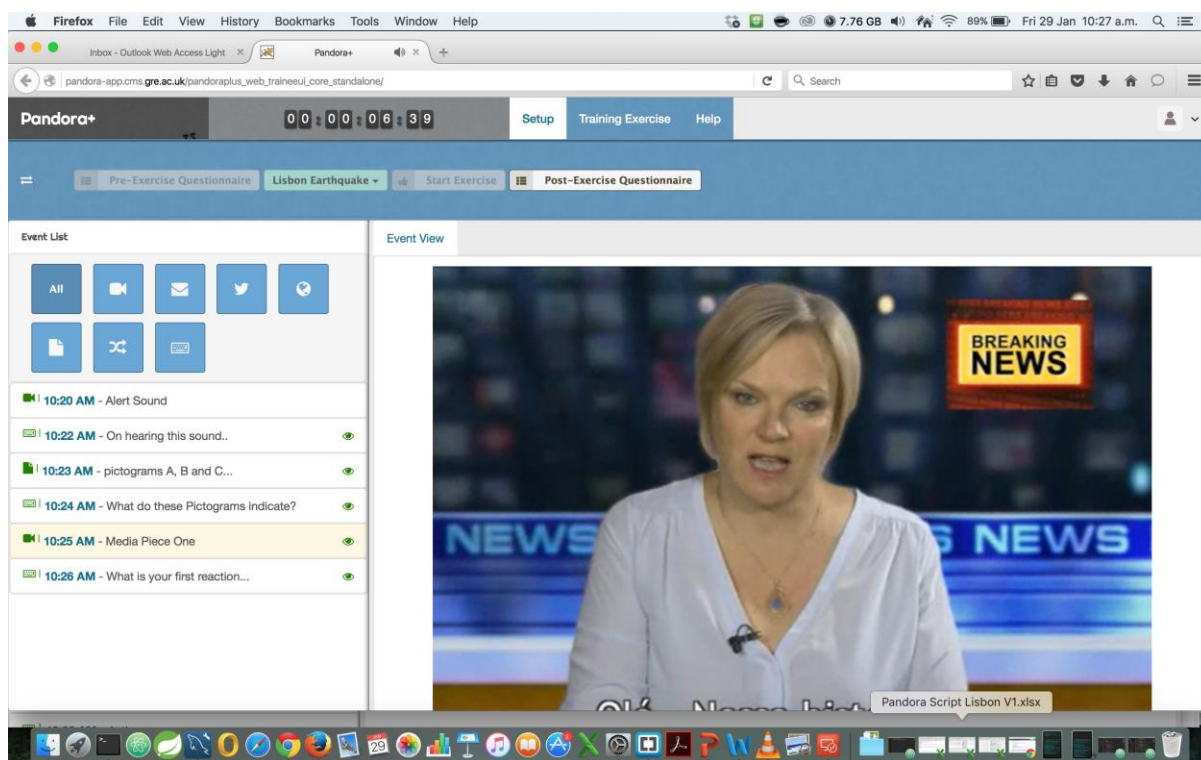 Firefox File Edit View History Bookmarks Tools Window Help 7.76 GB 89% Fri 29 Jan 10:27 a.m.
Inbox - Outlook Web Access Light Pandora+
pandora-app.cms.gre.ac.uk/pandoraplus_web_traineeui_core_standalone/ Search
Pandora+ 00:00:06:39 Setup Training Exercise Help
Pre-Exercise Questionnaire Lisbon Earthquake Start Exercise Post-Exercise Questionnaire
Event List Event View
All
BREAKING
NEWS
10:20 AM - Alert Sound
10:22 AM - On hearing this sound..
10:23 AM - pictograms A, B and C...
10:24 AM - What do these Pictograms indicate?
10:25 AM - Media Piece One
10:26 AM - What is your first reaction...
NEWS NEWS
Pandora Script Lisbon V1.xlsx